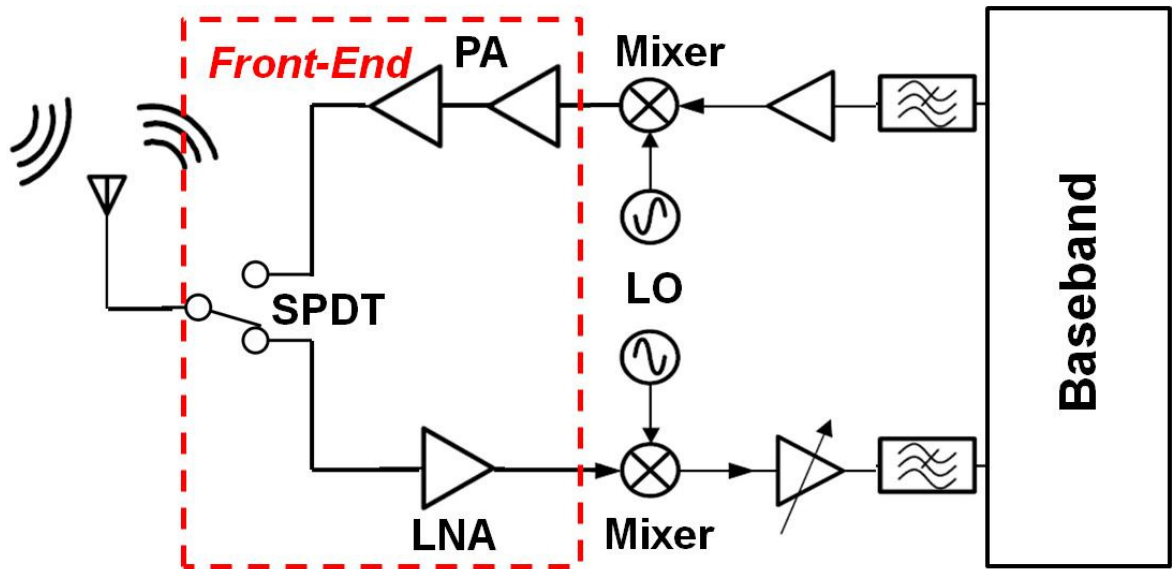 Front-End
PA
Mixer
SPDT
LO
LNA
Mixer
Baseband